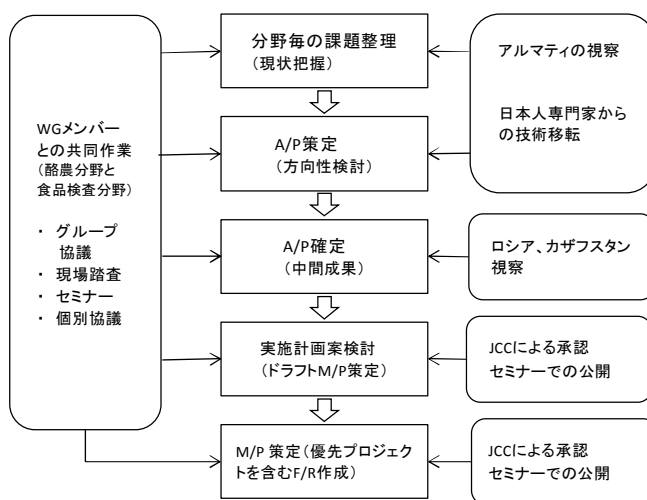 WGメンバー
との共同作業
(酪農分野と
食品検査分野)
・ グループ
協議
・ 現場踏査
・ セミナー
・ 個別協議
分野毎の課題整理
(現状把握)
A/P策定
(方向性検討)
A/P確定
(中間成果)
実施計画案検討
(ドラフトM/P策定)
M/P 策定(優先プロジェク
トを含むF/R作成)
アルマティの視察
日本人専門家から
の技術移転
ロシア、カザフスタン
視察
JCCによる承認
セミナーでの公開
JCCによる承認
セミナーでの公開